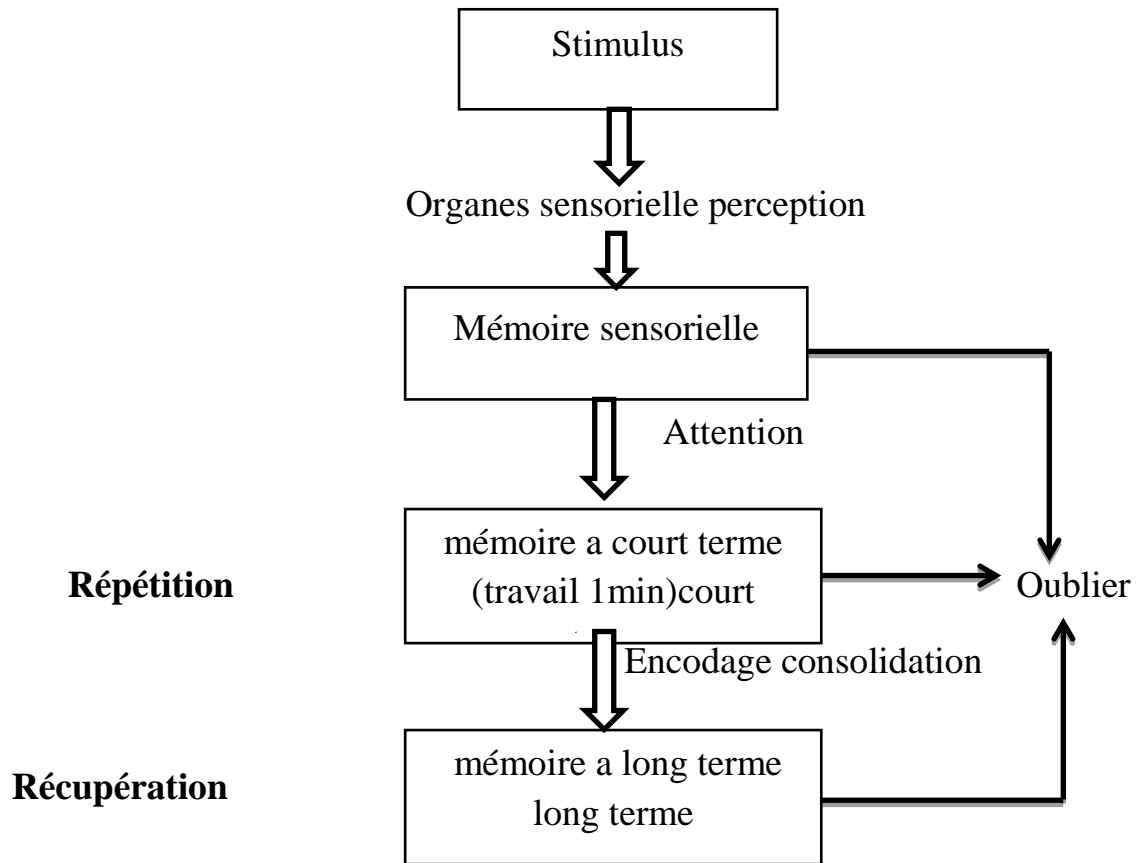 Stimulus
Organes sensorielle perception
Mémoire sensorielle
Attention
mémoire a court terme
(travail 1min)court
Répétition
Oublier
Encodage consolidation
mémoire a long terme
long terme
Récupération